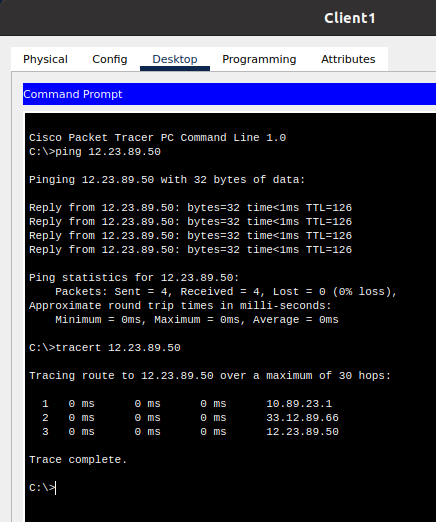 Client1
Physical Config Desktop Programming Attributes
Command Prompt
Cisco Packet Tracer PC Command Line 1.0
C:\>ping 12.23.89.50
Pinging 12.23.89.50 with 32 bytes of data:
Reply from 12.23.89.50: bytes=32 time<1ms TTL=126
Reply from 12.23.89.50: bytes=32 time<1ms TTL=126
Reply from 12.23.89.50: bytes=32 time<1ms TTL=126
Reply from 12.23.89.50: bytes=32 time<1ms TTL=126
Ping statistics for 12.23.89.50:
Packets: Sent = 4, Received = 4, Lost = 0 (0% loss),
Approximate round trip times in milli-seconds:
Minimum = 0ms, Maximum = 0ms, Average = 0ms
C:\>tracert 12.23.89.50
Tracing route to 12.23.89.50 over a maximum of 30 hops:
1 0 ms 0 ms 0 ms 10.89.23.1
2 0 ms 0 ms 0 ms 33.12.89.66
3 0 ms 0 ms 0 ms 12.23.89.50
Trace complete.
C:\>